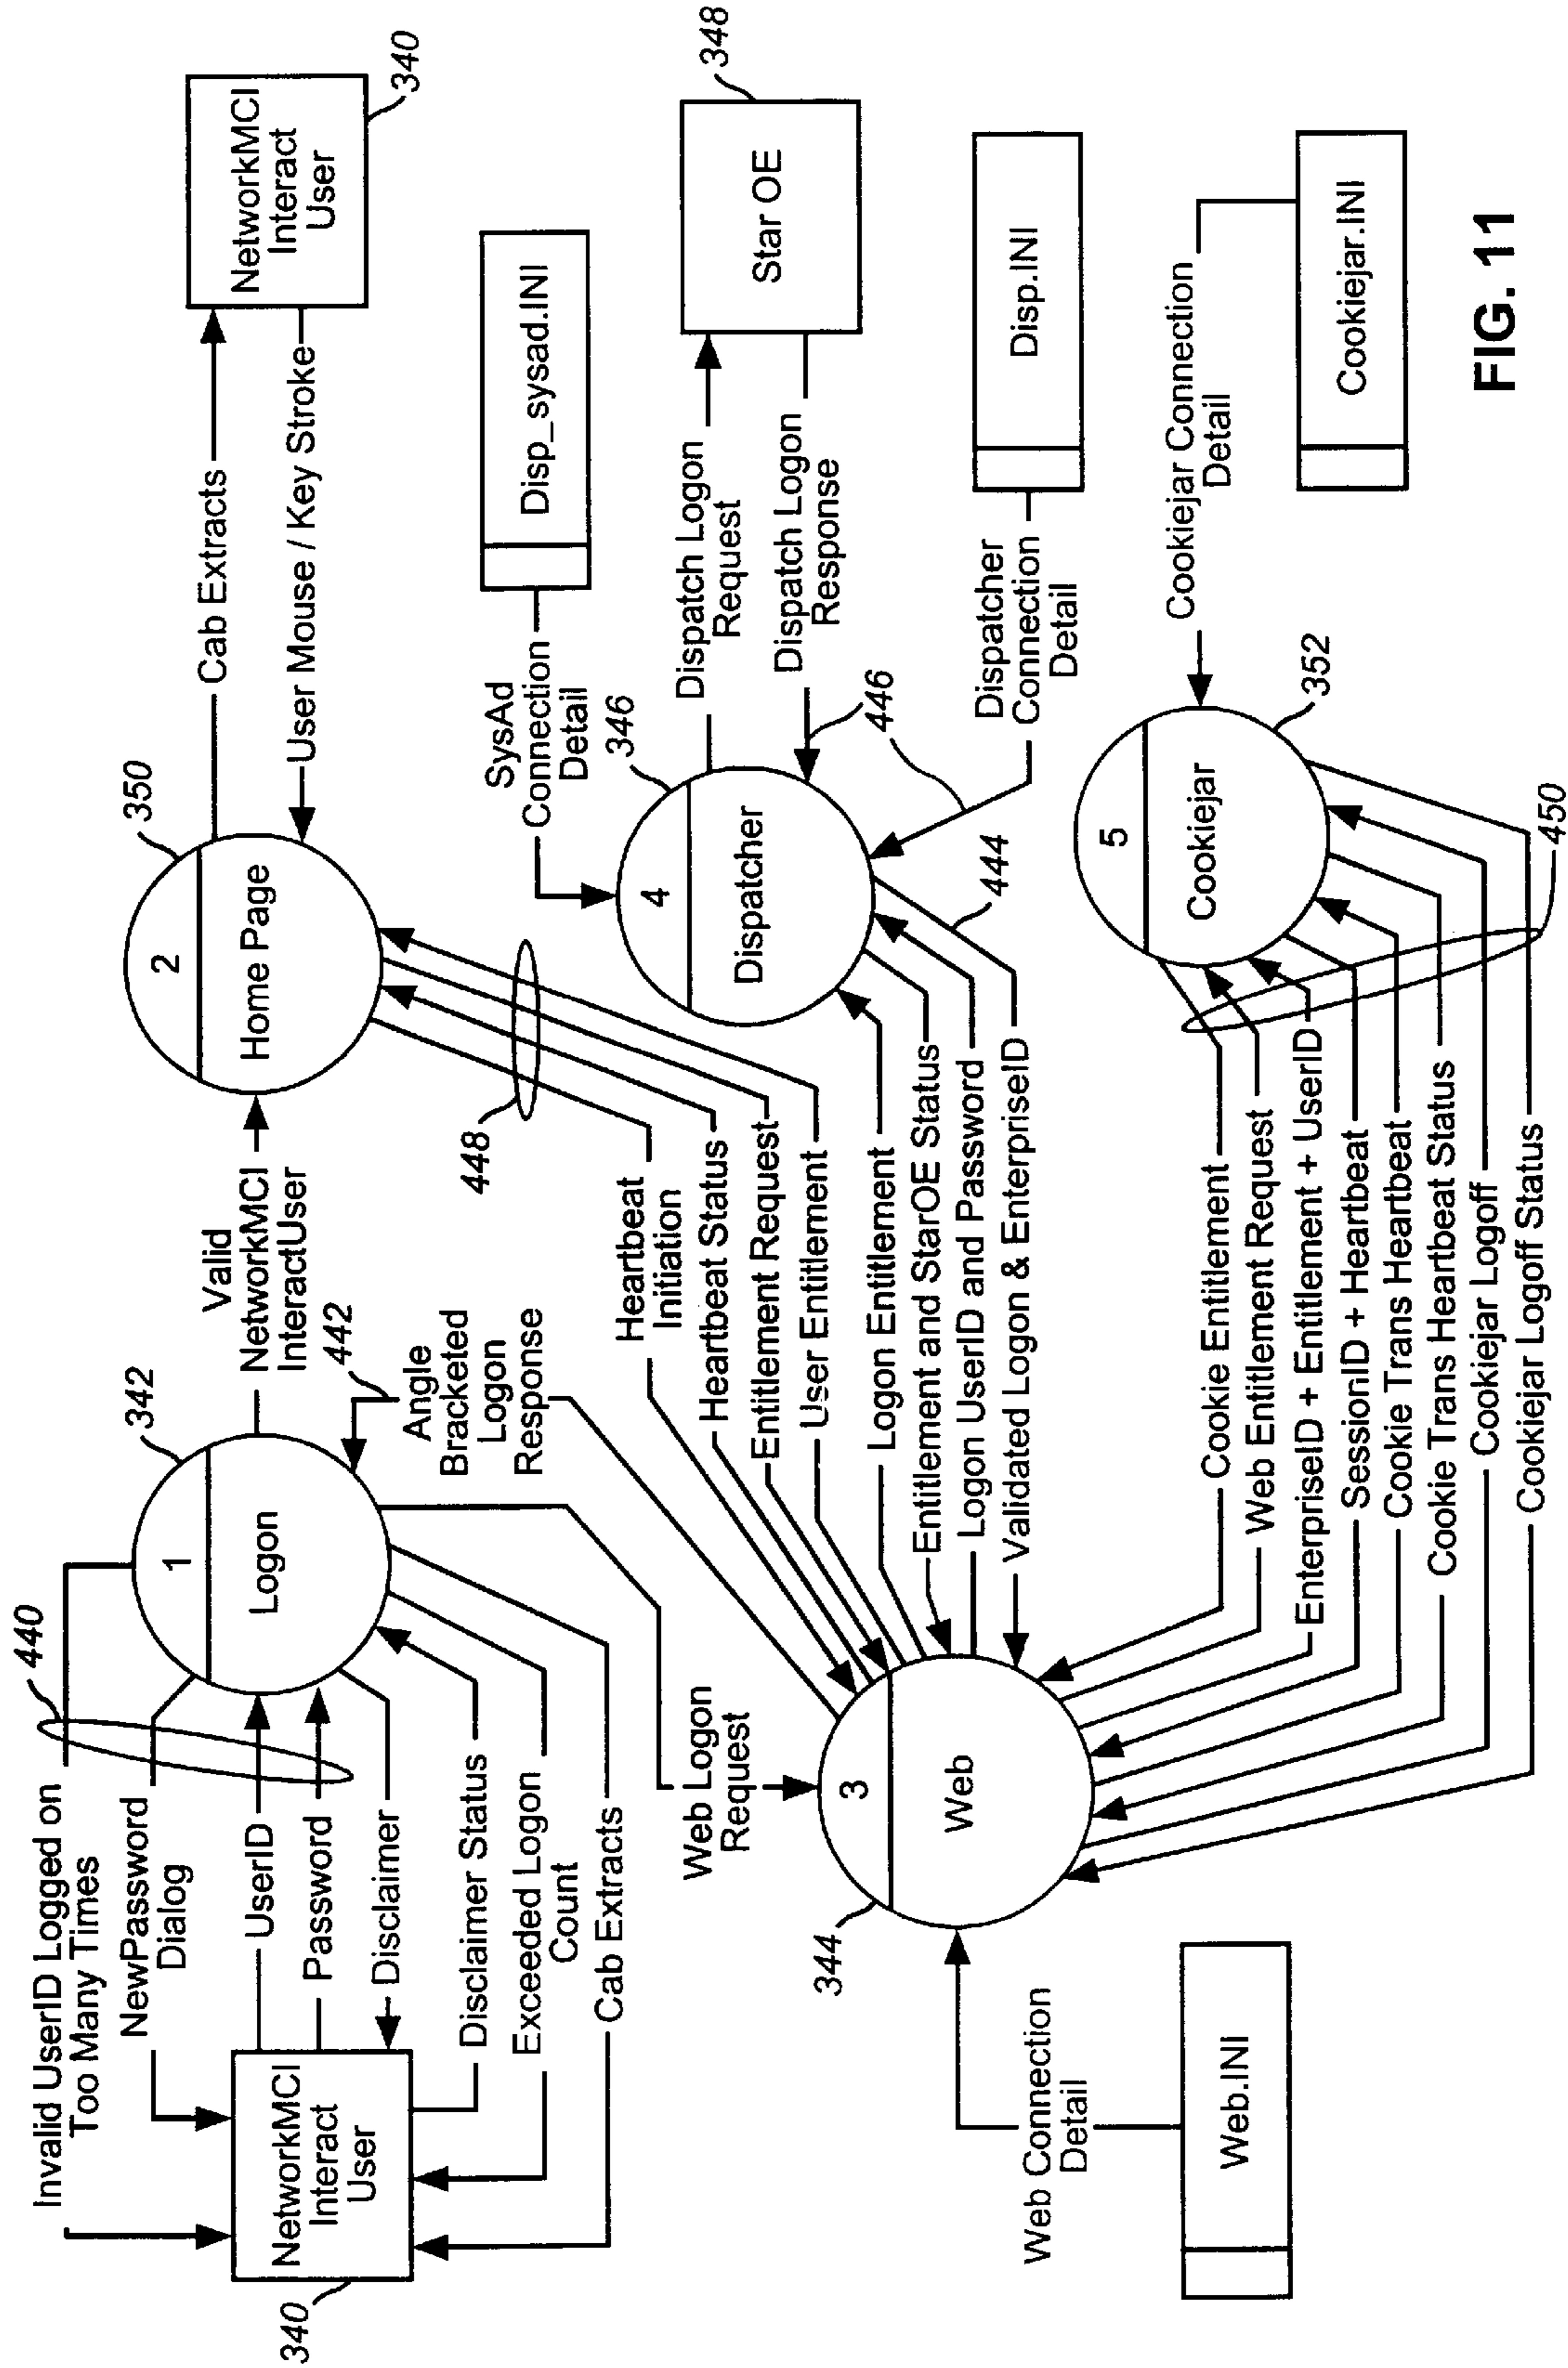 Invalid UserID Logged on
Too Many Times
NewPassword
Dialog
440
UserID
Password
Disclaimer
Disclaimer Status
Exceeded Logon
Count
Cab Extracts
NetworkMCI
Interact
User
340
1
Logon
342
Valid
NetworkMCI
InteractUser
2
Home Page
350
Cab Extracts
User Mouse / Key Stroke
NetworkMCI
Interact
User
340
442
Angle
Bracketed
Logon
Response
Web Logon
Request
448
Heartbeat
Initiation
Heartbeat Status
Entitlement Request
User Entitlement
SysAd
Connection
Detail
Disp_sysad.INI
346
4
Dispatcher
Dispatch Logon
Request
Dispatch Logon
Response
Star OE
348
446
Dispatcher
Connection
Detail
Disp.INI
444
Logon Entitlement
Entitlement and StarOE Status
Logon UserID and Password
Validated Logon & EnterpriseID
344
3
Web
Web Connection
Detail
Web.INI
5
Cookiejar
352
Cookiejar Connection
Detail
Cookiejar.INI
Cookie Entitlement
Web Entitlement Request
EnterpriseID + Entitlement + UserID
SessionID + Heartbeat
Cookie Trans Heartbeat
Cookie Trans Heartbeat Status
Cookiejar Logoff
Cookiejar Logoff Status
450
FIG. 11